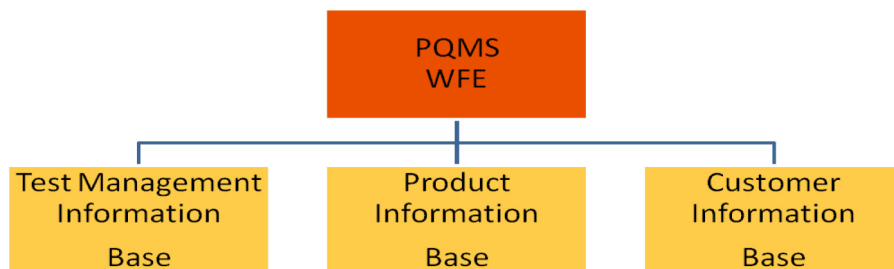 PQMS
WFE
Test Management
Information
Base
Product
Information
Base
Customer
Information
Base